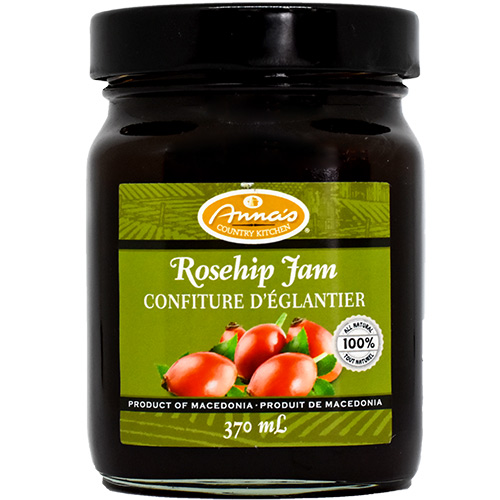 Anna's
COUNTRY KITCHEN
®
Rosehip Jam
CONFITURE D'ÉGLANTIER
ALL NATURAL
100%
TOUT NATUREL
PRODUCT OF MACEDONIA · PRODUIT DE MACEDONIA
370 mL